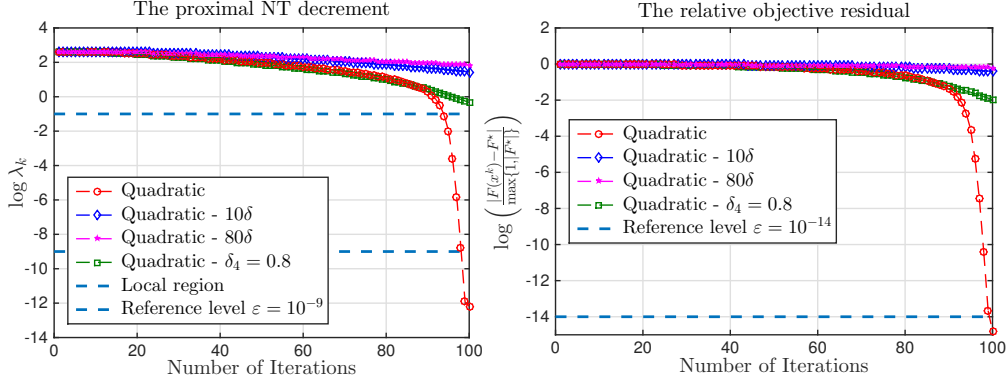 The proximal NT decrement
log λ_k
4
2
0
-2
-4
-6
-8
-10
-12
-14
Quadratic
Quadratic - 10δ
Quadratic - 80δ
Quadratic - δ_4 = 0.8
Local region
Reference level ε = 10^{-9}
0 20 40 60 80 100
Number of Iterations
The relative objective residual
log ( |F(x^k)-F^⋆| / max{1,|F^⋆|} )
2
0
-2
-4
-6
-8
-10
-12
-14
Quadratic
Quadratic - 10δ
Quadratic - 80δ
Quadratic - δ_4 = 0.8
Reference level ε = 10^{-14}
0 20 40 60 80 100
Number of Iterations